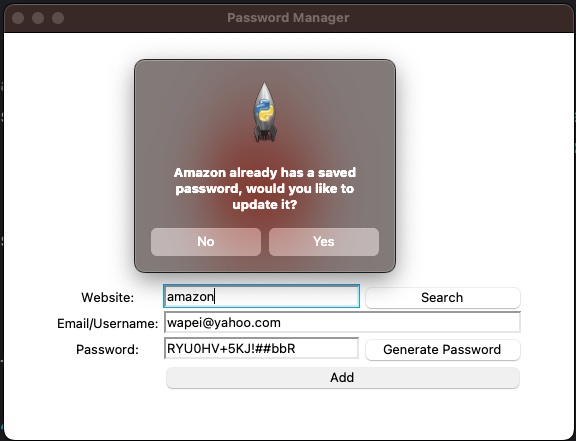 Password Manager
Amazon already has a saved
password, would you like to
update it?
No Yes
Website: amazon Search
Email/Username: wapei@yahoo.com
Password: RYU0HV+5KJ!##bbR Generate Password
Add